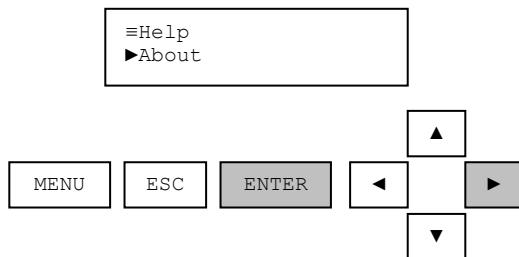 ≡Help
►About
▲
MENU ESC ENTER ◄ ►
▼